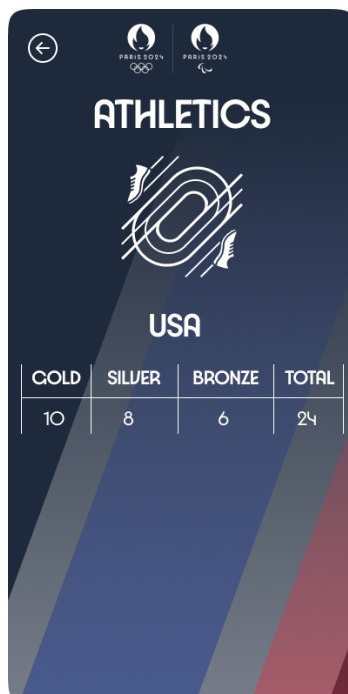 PARIS 2024 PARIS 2024
ATHLETICS
USA
GOLD SILVER BRONZE TOTAL
10 8 6 24